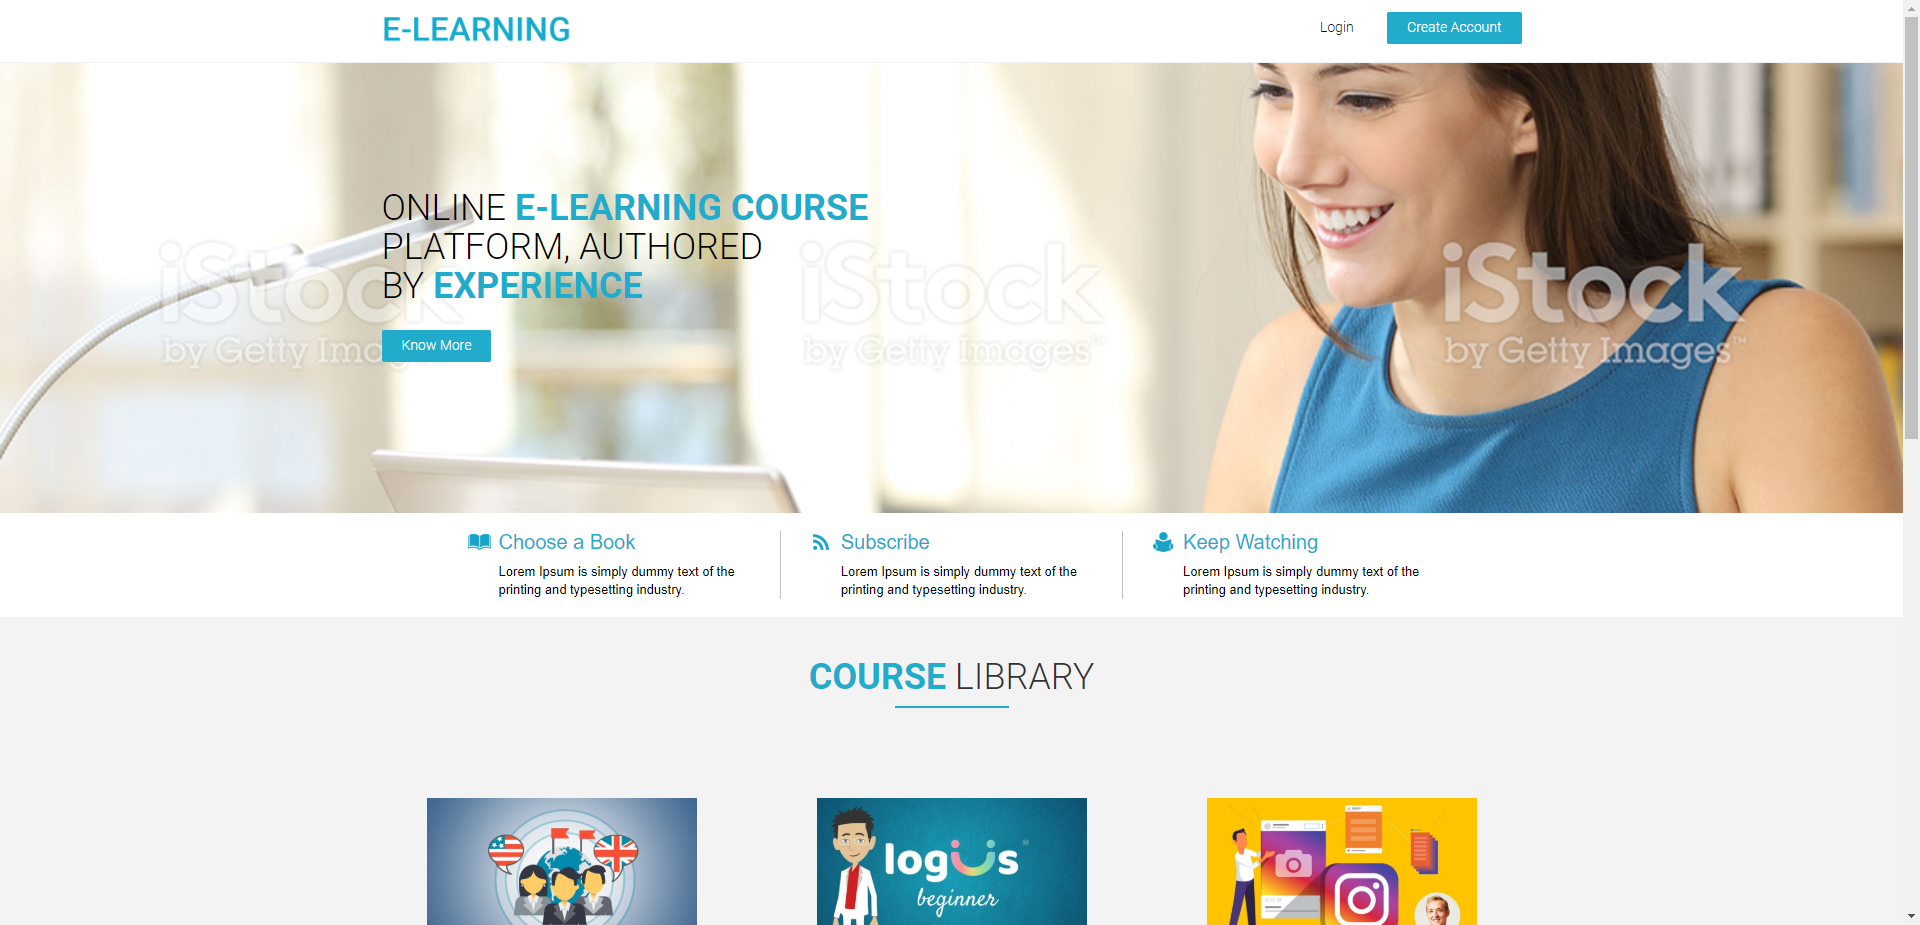 E-LEARNING
Login
Create Account
ONLINE E-LEARNING COURSE
PLATFORM, AUTHORED
BY EXPERIENCE
Know More
iStock
by Getty Ima
iStock
by Getty Images™
iStock
by Getty Images™
Choose a Book
Lorem Ipsum is simply dummy text of the
printing and typesetting industry.
Subscribe
Lorem Ipsum is simply dummy text of the
printing and typesetting industry.
Keep Watching
Lorem Ipsum is simply dummy text of the
printing and typesetting industry.
COURSE LIBRARY
logUs®
beginner